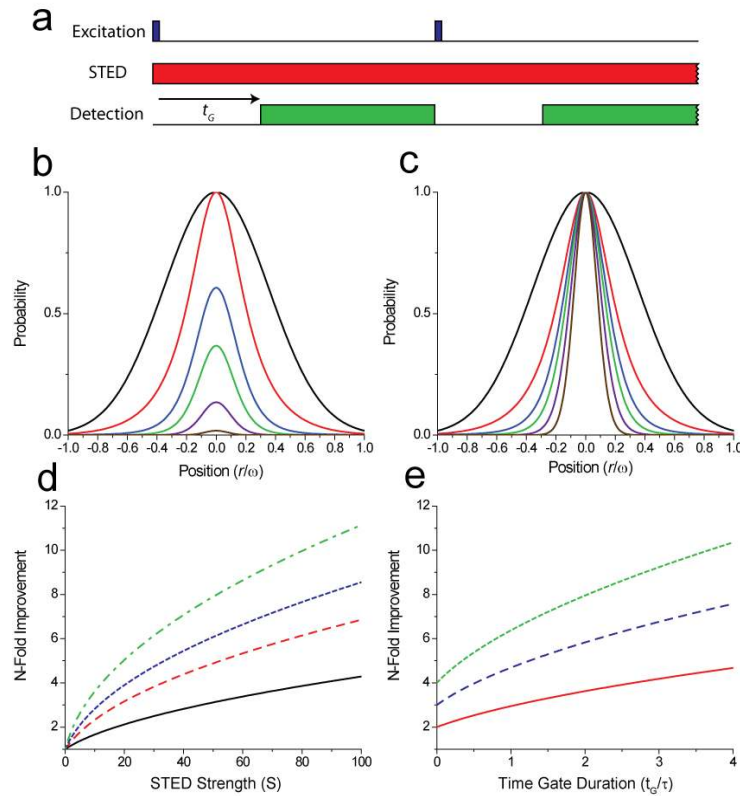 a
Excitation
STED
Detection
t_G
b
c
1.0
0.5
0.0
Probability
-1.0 -0.8 -0.6 -0.4 -0.2 0.0 0.2 0.4 0.6 0.8 1.0
Position (r/ω)
1.0
0.5
0.0
Probability
-1.0 -0.8 -0.6 -0.4 -0.2 0.0 0.2 0.4 0.6 0.8 1.0
Position (r/ω)
d
e
12
10
8
6
4
2
N-Fold Improvement
0 20 40 60 80 100
STED Strength (S)
12
10
8
6
4
2
N-Fold Improvement
0 1 2 3 4
Time Gate Duration (t_G/τ)